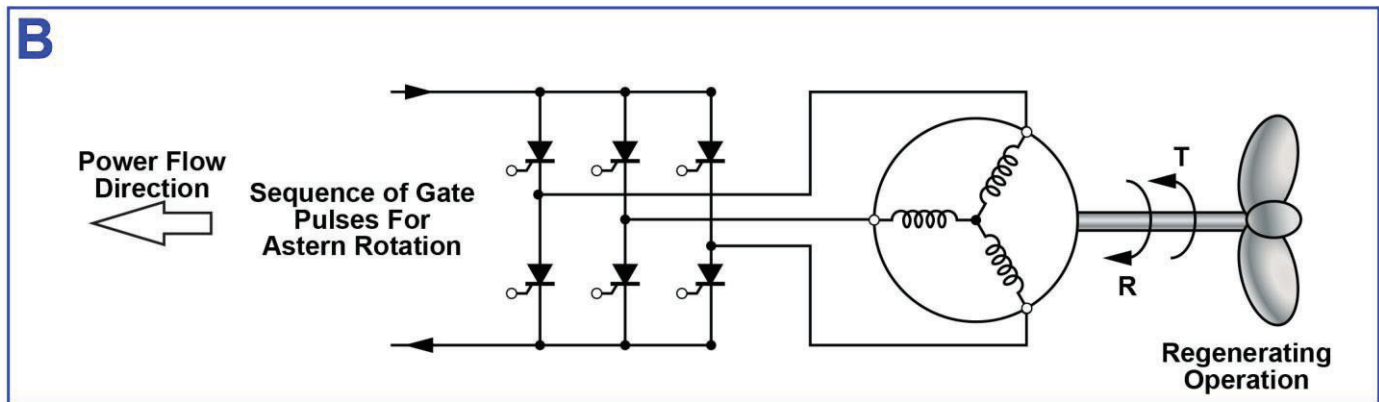 B
Power Flow
Direction
Sequence of Gate
Pulses For
Astern Rotation
T
R
Regenerating
Operation